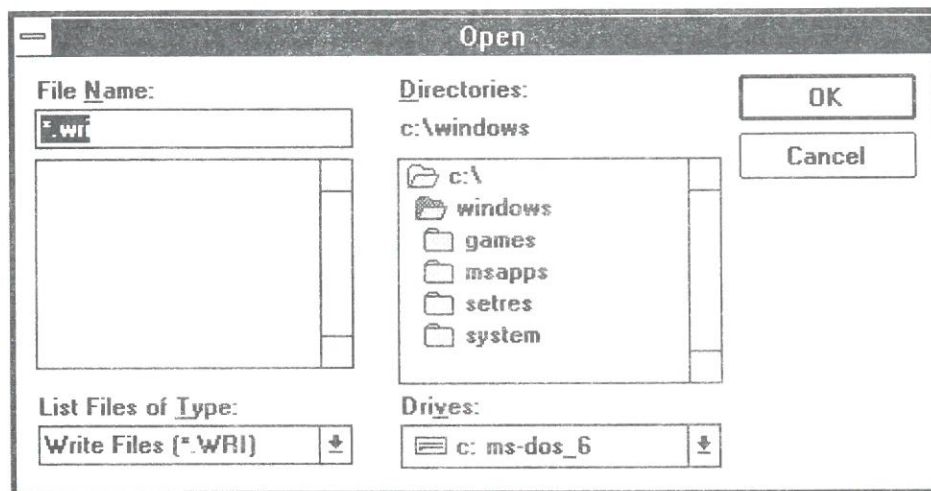 Open
File Name:
*.wri
Directories:
c:\windows
c:\
windows
games
msapps
setres
system
OK
Cancel
List Files of Type:
Write Files (*.WRI)
Drives:
c: ms-dos_6